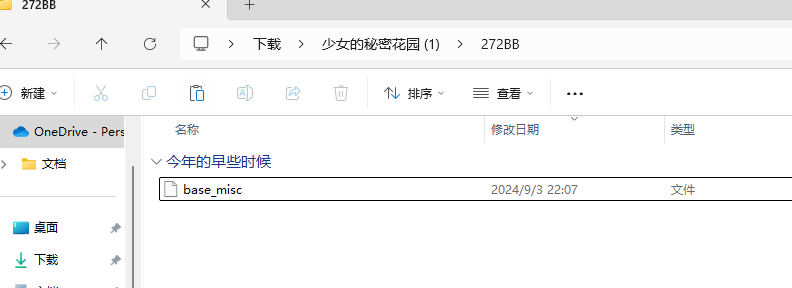 272BB
下载 少女的秘密花园 (1) 272BB
新建 排序 查看
OneDrive - Pers
名称 修改日期 类型
文档
今年的早些时候
base_misc 2024/9/3 22:07 文件
桌面
下载